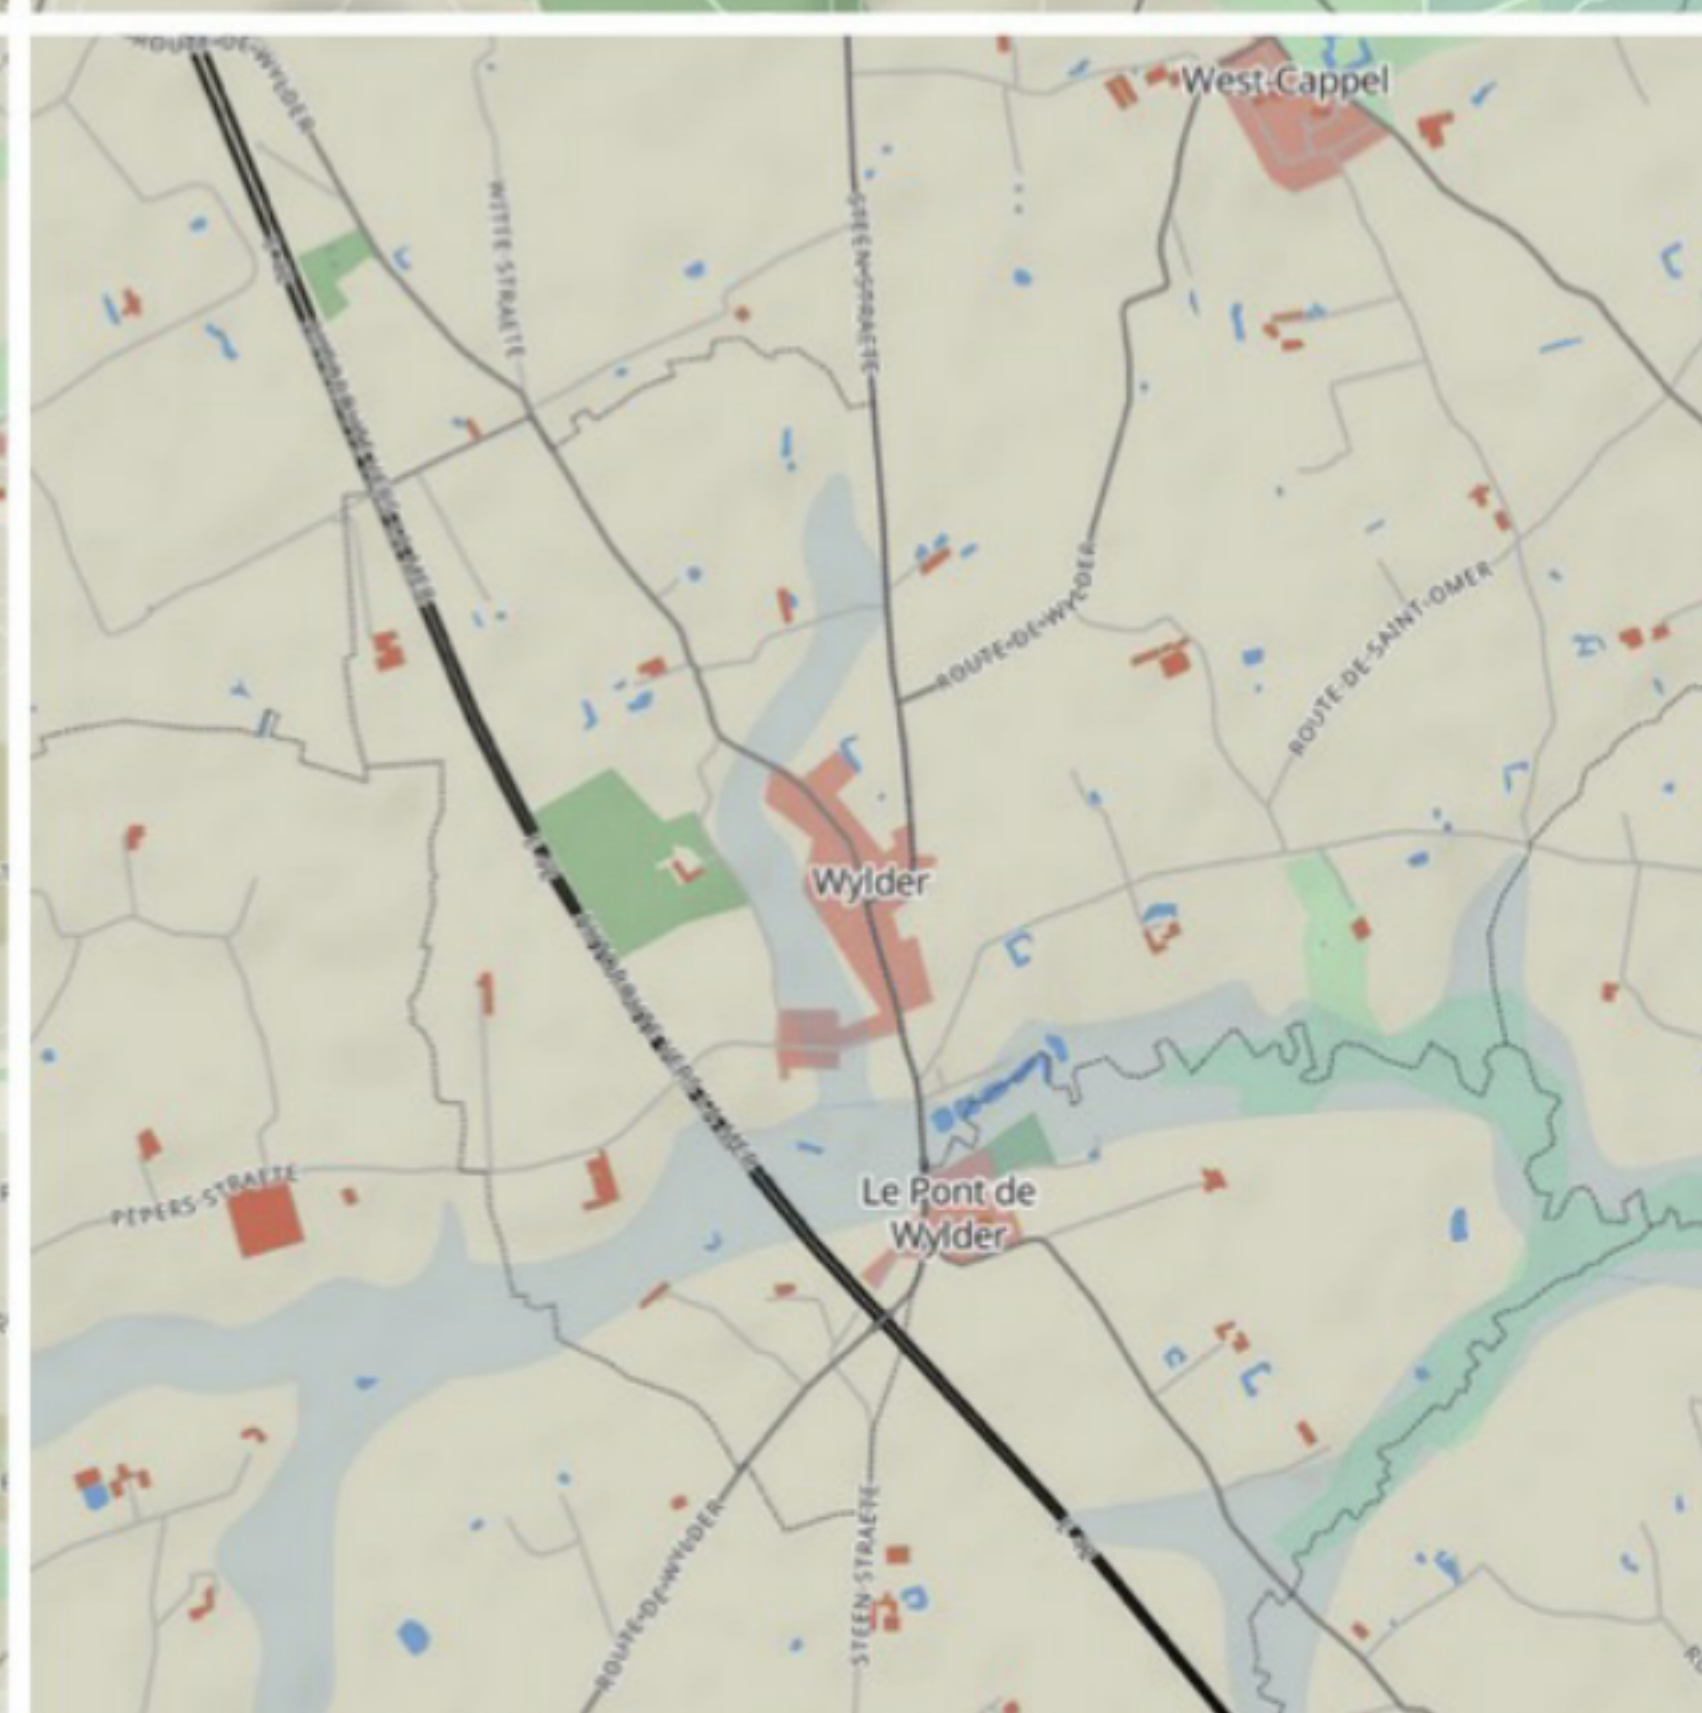 ROUTE-DE-WYLDER
West-Cappel
WITTE-STRAETE
STEEN-STRAETE
ROUTE-DE-WYLDER
ROUTE-DE-SAINT-OMER
Wylder
PEPERS-STRAETE
Le Pont de
Wylder
ROUTE-DE-WYLDER
STEEN-STRAETE